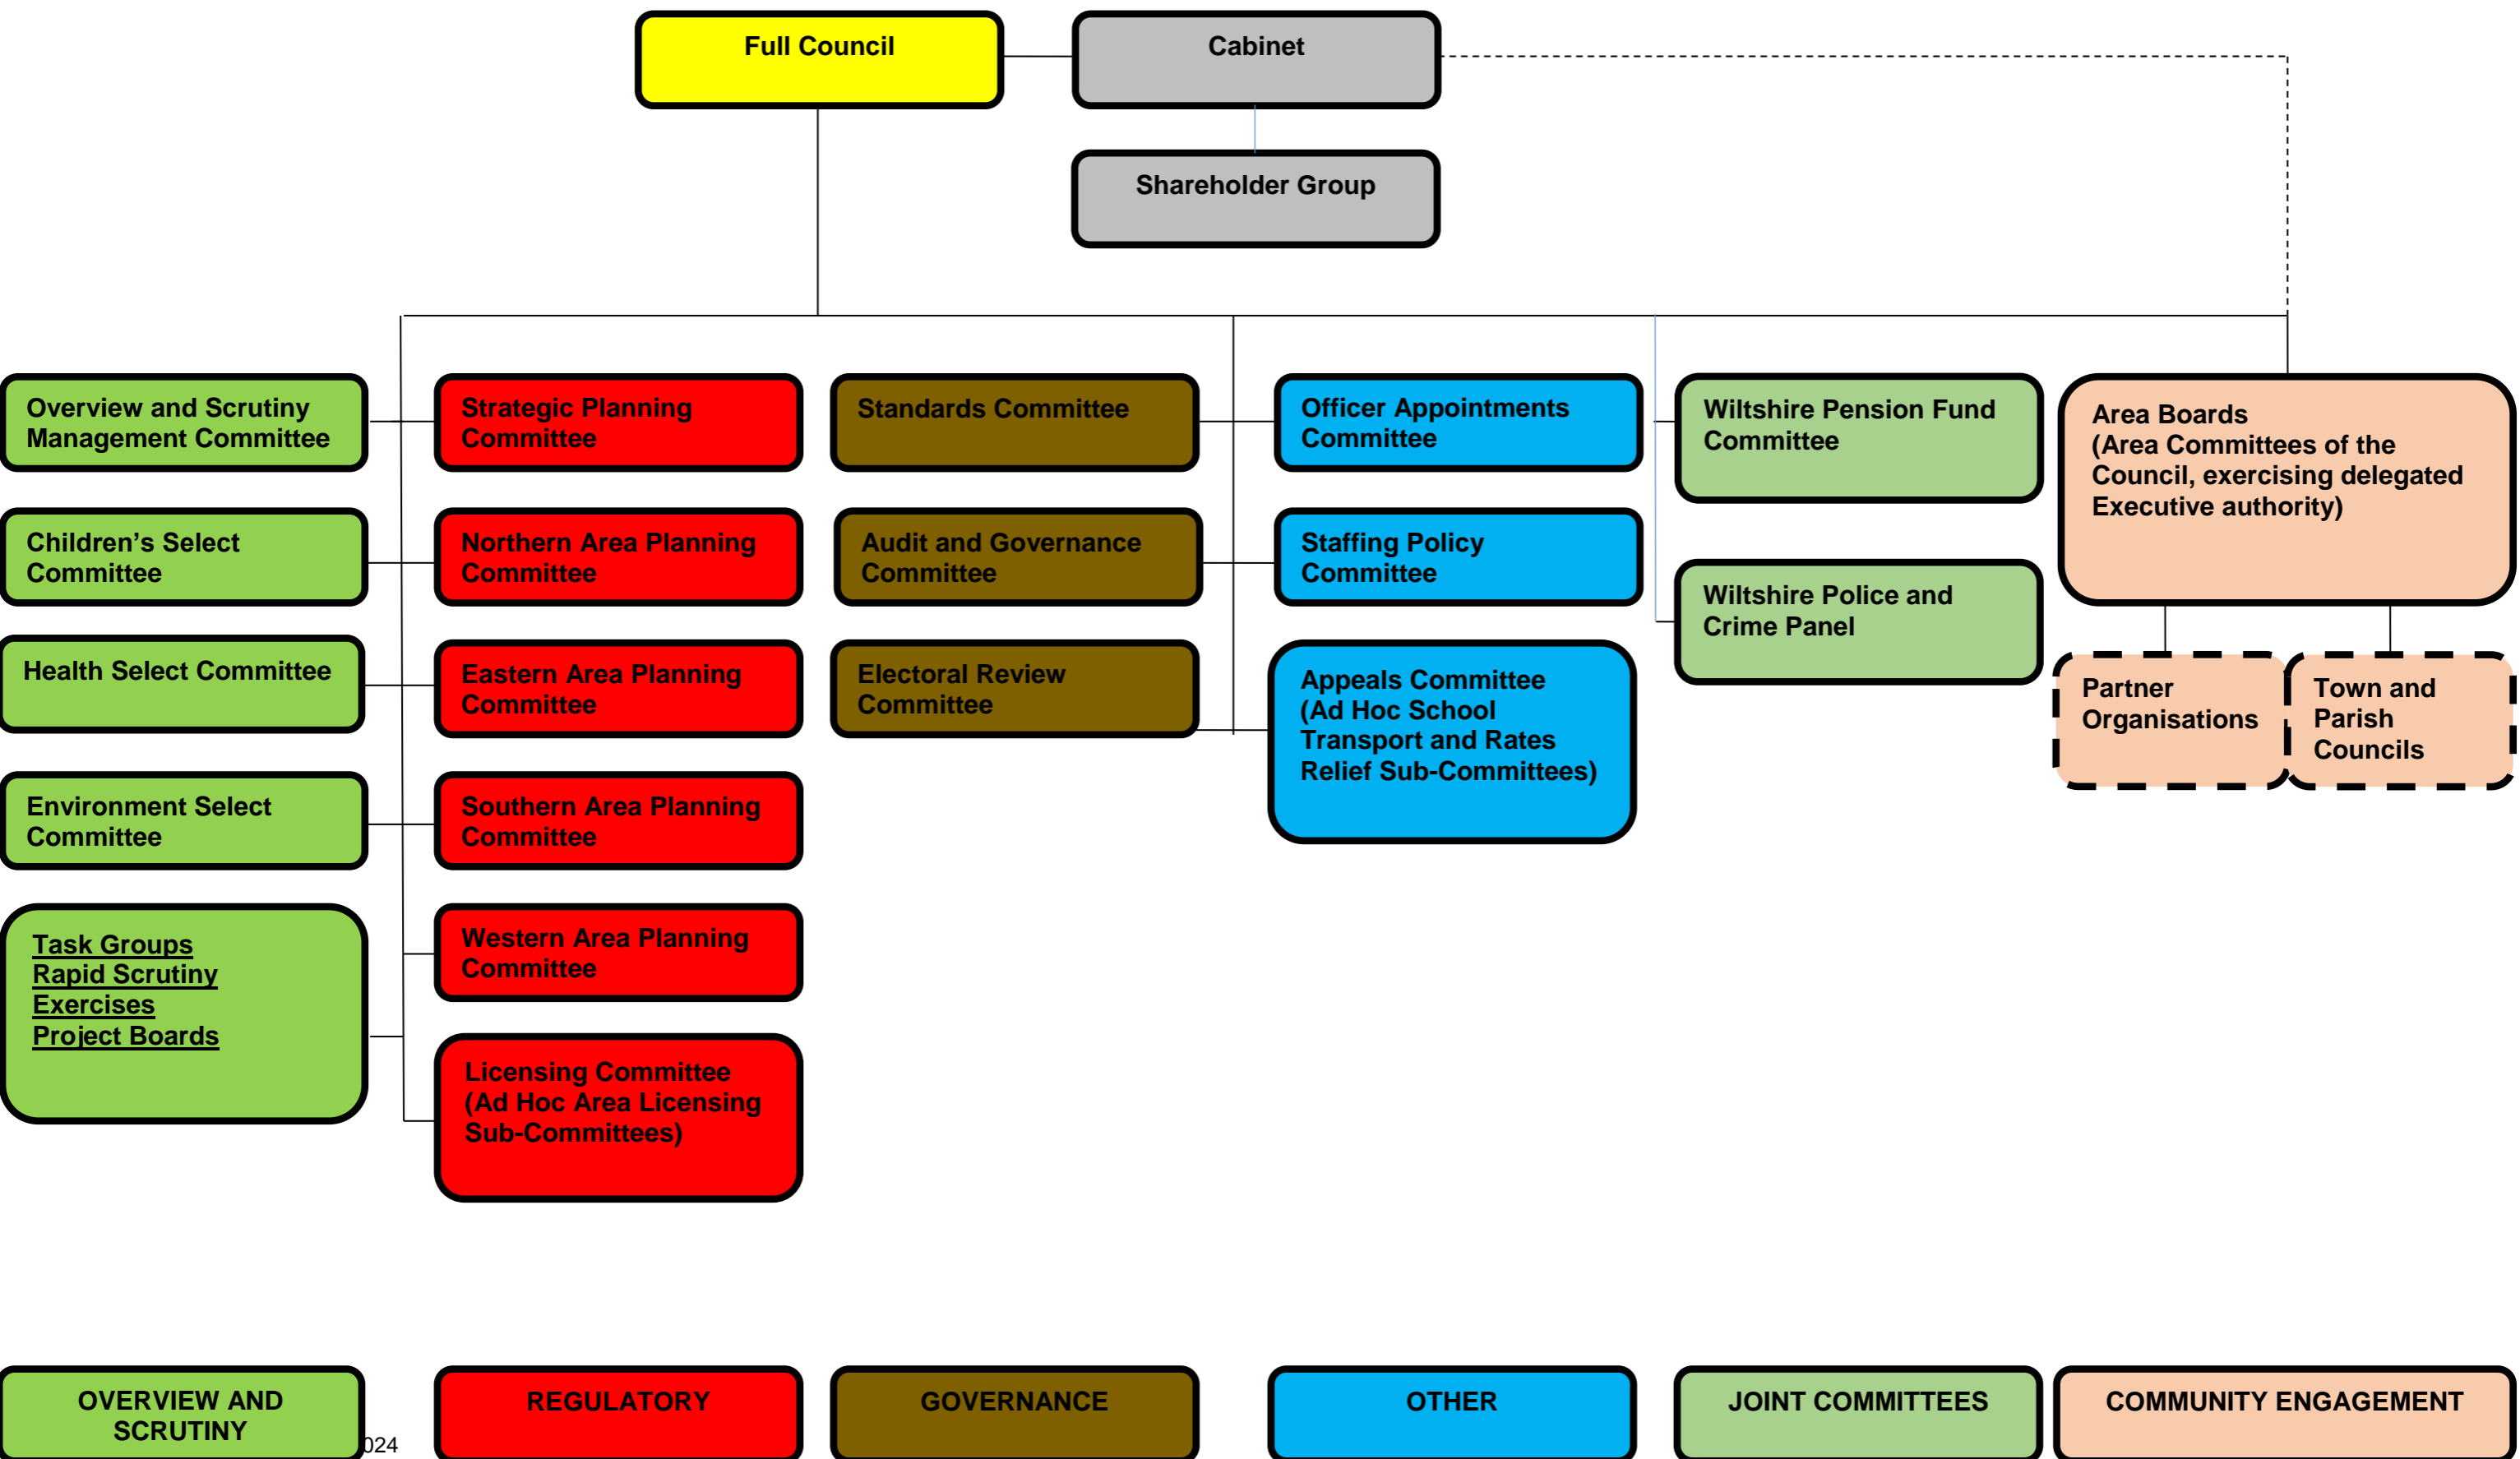 Full Council
Cabinet
Shareholder Group
Overview and Scrutiny
Management Committee
Children’s Select
Committee
Health Select Committee
Environment Select
Committee
Task Groups
Rapid Scrutiny
Exercises
Project Boards
Strategic Planning
Committee
Northern Area Planning
Committee
Eastern Area Planning
Committee
Southern Area Planning
Committee
Western Area Planning
Committee
Licensing Committee
(Ad Hoc Area Licensing
Sub-Committees)
Standards Committee
Audit and Governance
Committee
Electoral Review
Committee
Officer Appointments
Committee
Staffing Policy
Committee
Appeals Committee
(Ad Hoc School
Transport and Rates
Relief Sub-Committees)
Wiltshire Pension Fund
Committee
Wiltshire Police and
Crime Panel
Area Boards
(Area Committees of the
Council, exercising delegated
Executive authority)
Partner
Organisations
Town and
Parish
Councils
OVERVIEW AND
SCRUTINY
REGULATORY
GOVERNANCE
OTHER
JOINT COMMITTEES
COMMUNITY ENGAGEMENT